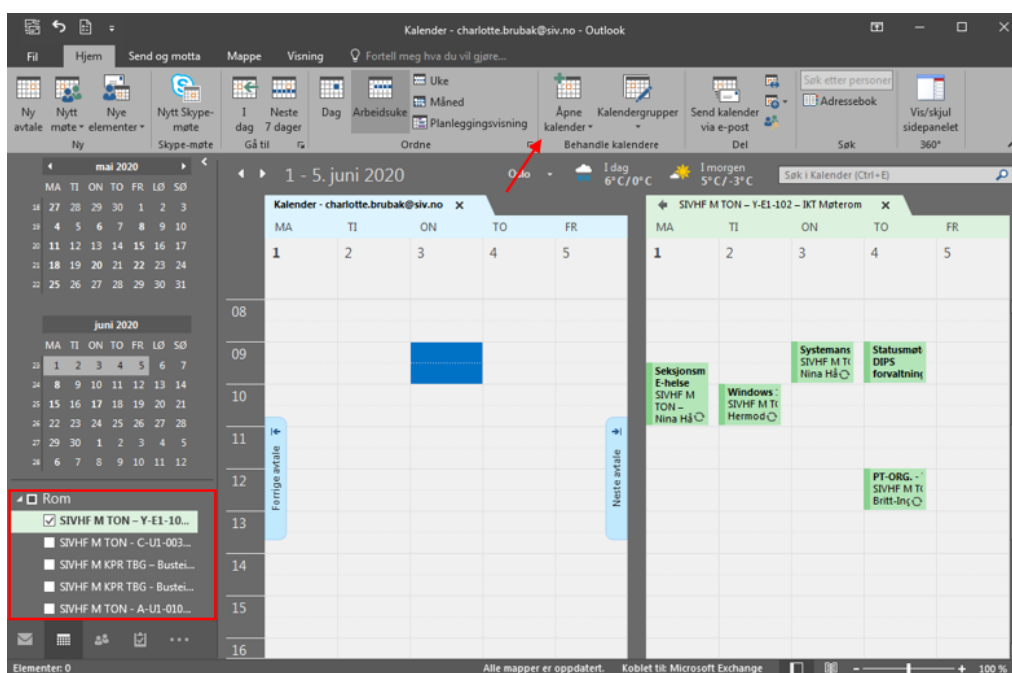 Kalender - charlotte.brubak@siv.no - Outlook
Fil Hjem Send og motta Mappe Visning Fortell meg hva du vil gjøre...
Ny avtale
Nytt møte
Nye elementer
Nytt Skype-møte
I dag
Neste 7 dager
Dag
Arbeidsuke
Uke
Måned
Planleggingsvisning
Åpne kalender
Kalendergrupper
Send kalender via e-post
Søk etter personer
Adressebok
Vis/skjul sidepanelet
Ny Skype-møte Gå til Ordne Behandle kalendere Del Søk 360°
mai 2020
MA TI ON TO FR LØ SØ
18 27 28 29 30 1 2 3
19 4 5 6 7 8 9 10
20 11 12 13 14 15 16 17
21 18 19 20 21 22 23 24
22 25 26 27 28 29 30 31
juni 2020
MA TI ON TO FR LØ SØ
23 1 2 3 4 5 6 7
24 8 9 10 11 12 13 14
25 15 16 17 18 19 20 21
26 22 23 24 25 26 27 28
27 29 30 1 2 3 4 5
28 6 7 8 9 10 11 12
Rom
SIVHF M TON – Y-E1-10...
SIVHF M TON - C-U1-003...
SIVHF M KPR TBG – Bustei...
SIVHF M KPR TBG - Bustei...
SIVHF M TON - A-U1-010...
1 - 5. juni 2020
Oslo
I dag
6°C/0°C
I morgen
5°C/-3°C
Søk i Kalender (Ctrl+E)
Kalender - charlotte.brubak@siv.no
MA TI ON TO FR
1 2 3 4 5
08
09
10
11
12
13
14
15
16
Forrige avtale
Neste avtale
SIVHF M TON – Y-E1-102 – IKT Møterom
MA TI ON TO FR
1 2 3 4 5
Seksjonsm
E-helse
SIVHF M
TON –
Nina Hå
Windows
SIVHF M TO
Hermod
Systemans
SIVHF M TO
Nina Hå
Statusmøt
DIPS
forvaltning
PT-ORG. -
SIVHF M TO
Britt-Ing
Elementer: 0
Alle mapper er oppdatert.
Koblet til: Microsoft Exchange
100 %